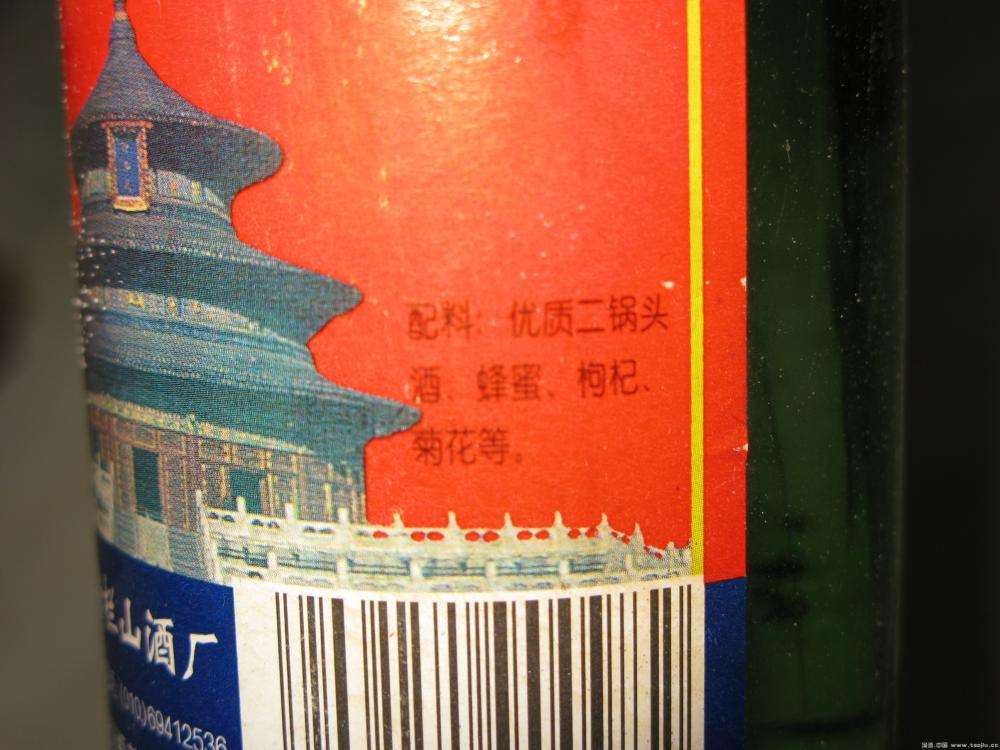 配料：优质二锅头
酒、蜂蜜、枸杞、
菊花等。
山酒厂
(010)69412536